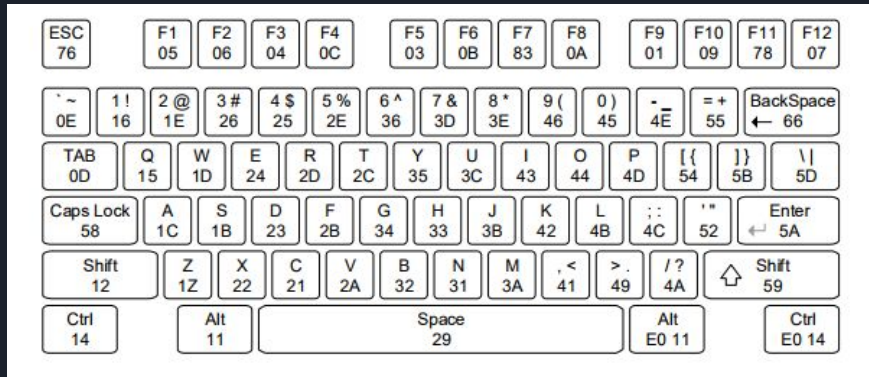 ESC F1 F2 F3 F4 F5 F6 F7 F8 F9 F10 F11 F12
76 05 06 04 0C 03 0B 83 0A 01 09 78 07
` ~ 1 ! 2 @ 3 # 4 $ 5 % 6 ^ 7 & 8 * 9 ( 0 ) - _ = + BackSpace
0E 16 1E 26 25 2E 36 3D 3E 46 45 4E 55 ← 66
TAB Q W E R T Y U I O P [ { ] } \ |
0D 15 1D 24 2D 2C 35 3C 43 44 4D 54 5B 5D
Caps Lock A S D F G H J K L ; : ' " Enter
58 1C 1B 23 2B 34 33 3B 42 4B 4C 52 ↵ 5A
Shift Z X C V B N M , < > . / ? ⇧ Shift
12 1Z 22 21 2A 32 31 3A 41 49 4A 59
Ctrl Alt Space Alt Ctrl
14 11 29 E0 11 E0 14